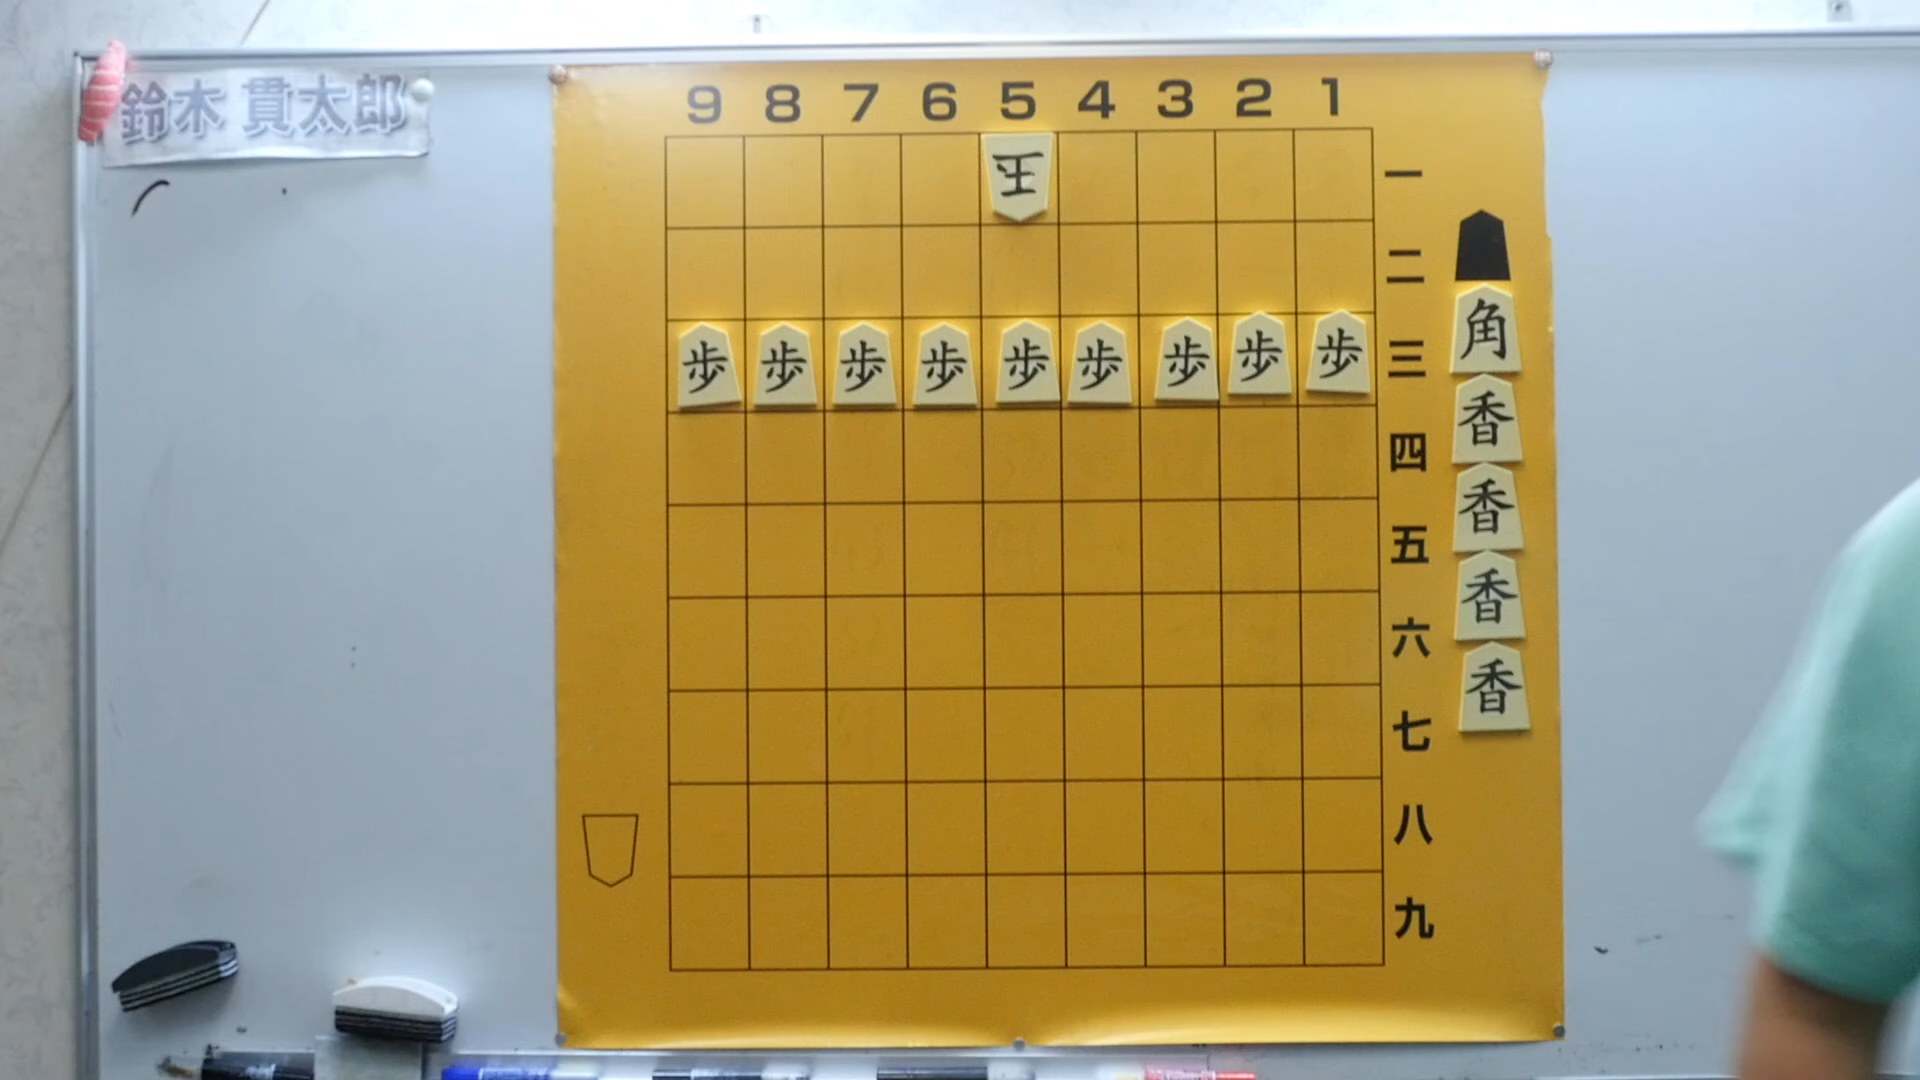 鈴木 貫太郎
9 8 7 6 5 4 3 2 1
王
一
二
歩 歩 歩 歩 歩 歩 歩 歩 歩
三
四
五
六
七
八
九
角
香
香
香
香